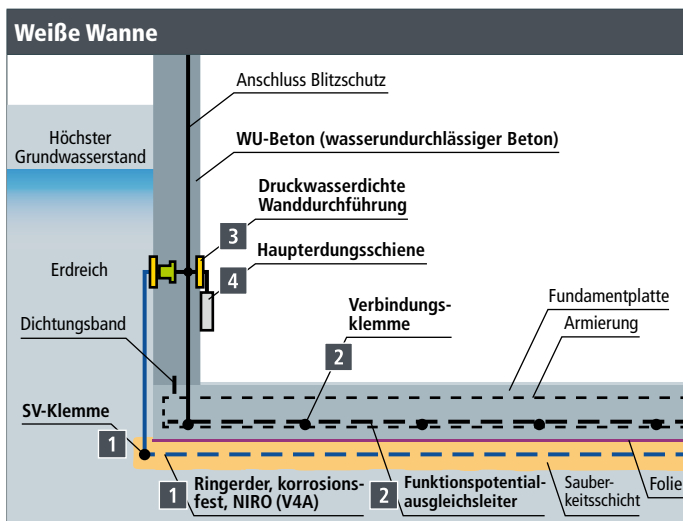 Weiße Wanne
Anschluss Blitzschutz
Höchster
Grundwasserstand
WU-Beton (wasserundurchlässiger Beton)
Druckwasserdichte
Wanddurchführung
3
Haupterdungsschiene
4
Erdreich
Verbindungs-
klemme
2
Fundamentplatte
Armierung
Dichtungsband
SV-Klemme
1
1
Ringerder, korrosions-
fest, NIRO (V4A)
2
Funktionspotential-
ausgleichsleiter
Sauber-
keitsschicht
Folie